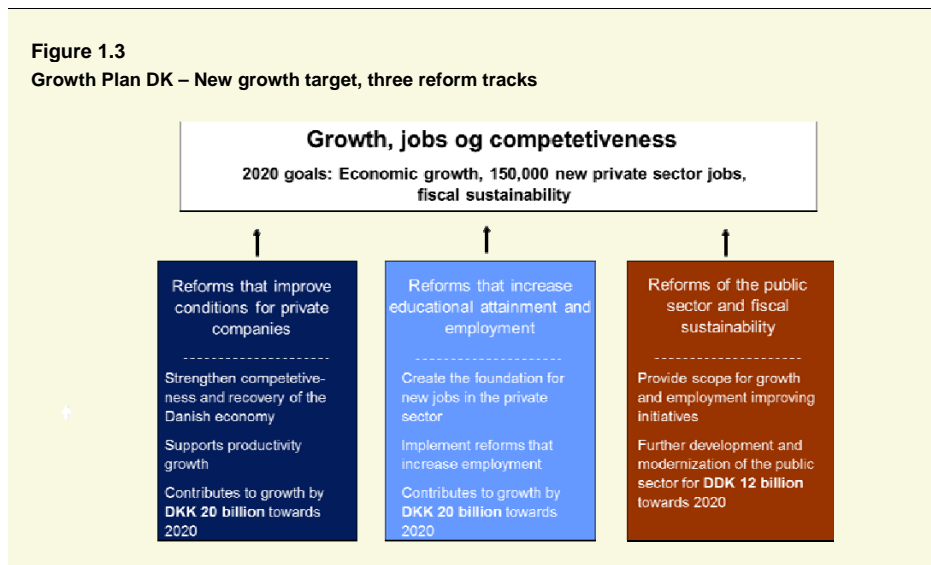 Figure 1.3
Growth Plan DK – New growth target, three reform tracks
Growth, jobs og competetiveness
2020 goals: Economic growth, 150,000 new private sector jobs,
fiscal sustainability
Reforms that improve
conditions for private
companies
Strengthen competetive-
ness and recovery of the
Danish economy
Supports productivity
growth
Contributes to growth by
DKK 20 billion towards
2020
Reforms that increase
educational attainment and
employment
Create the foundation for
new jobs in the private
sector
Implement reforms that
increase employment
Contributes to growth by
DKK 20 billion towards
2020
Reforms of the public
sector and fiscal
sustainability
Provide scope for growth
and employment improving
initiatives
Further development and
modernization of the public
sector for DDK 12 billion
towards 2020